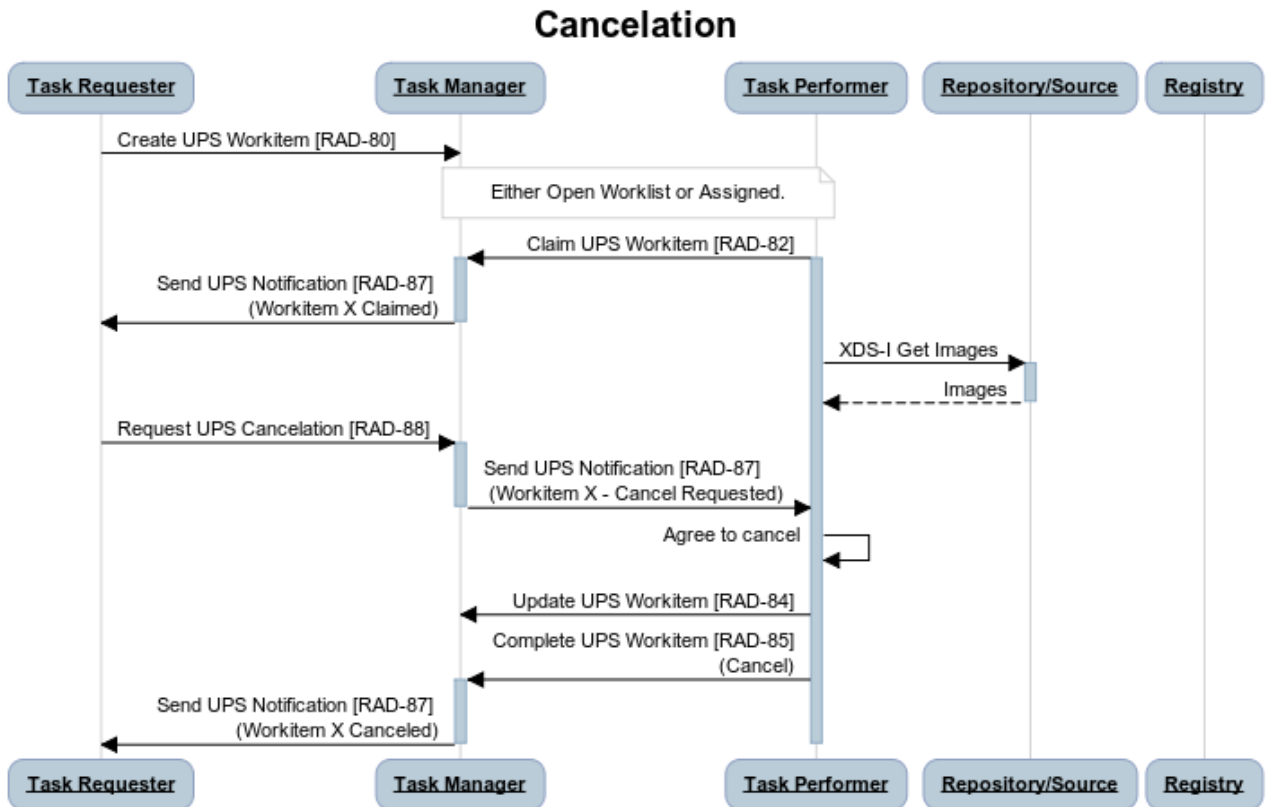 Cancelation
Task Requester
Task Manager
Task Performer
Repository/Source
Registry
Create UPS Workitem [RAD-80]
Either Open Worklist or Assigned.
Claim UPS Workitem [RAD-82]
Send UPS Notification [RAD-87]
(Workitem X Claimed)
XDS-I Get Images
Images
Request UPS Cancelation [RAD-88]
Send UPS Notification [RAD-87]
(Workitem X - Cancel Requested)
Agree to cancel
Update UPS Workitem [RAD-84]
Complete UPS Workitem [RAD-85]
(Cancel)
Send UPS Notification [RAD-87]
(Workitem X Canceled)
Task Requester
Task Manager
Task Performer
Repository/Source
Registry